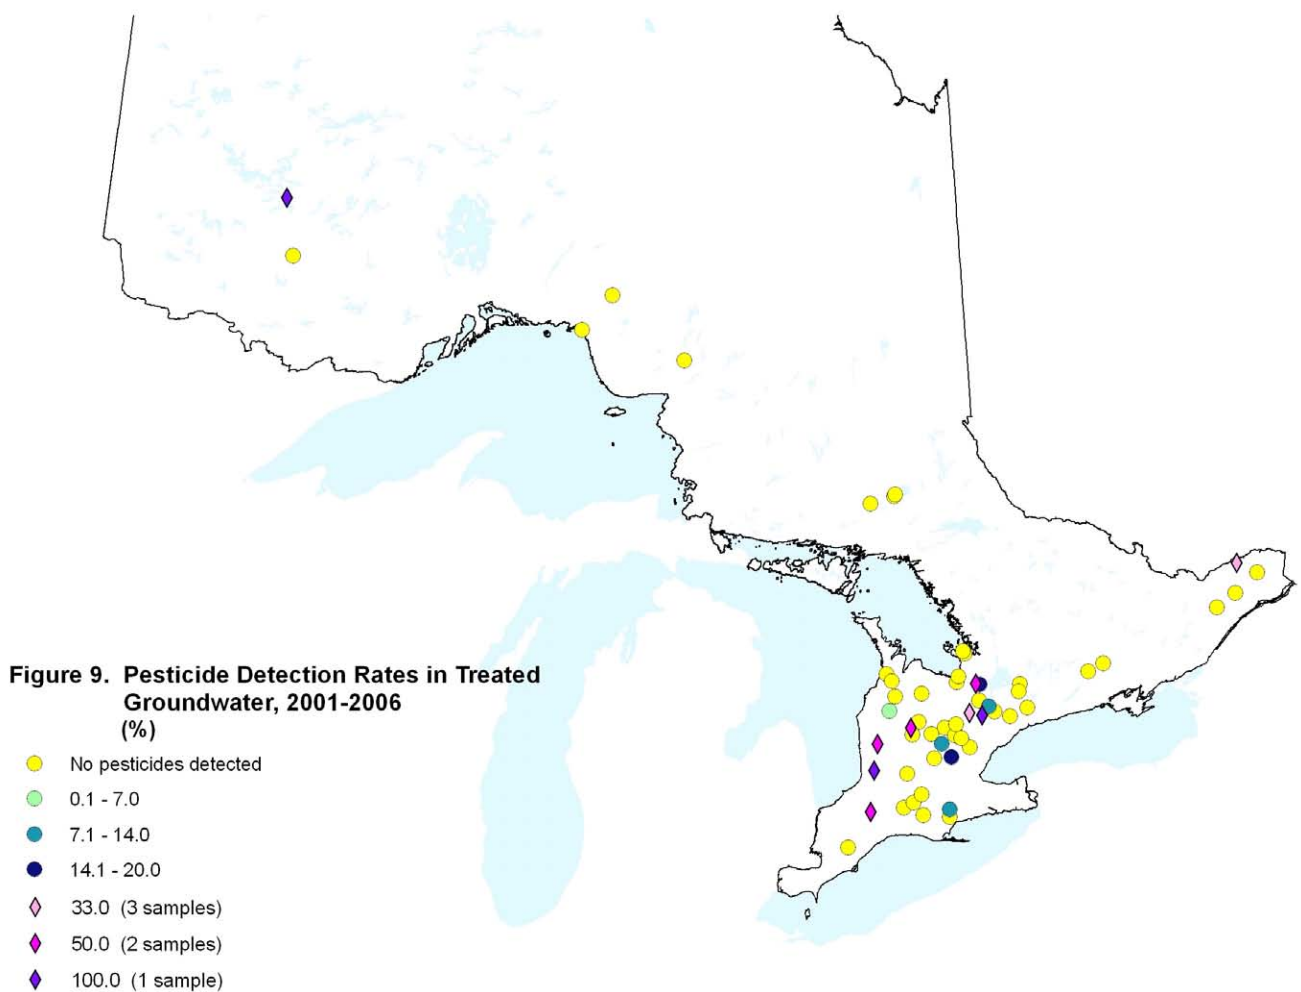 Figure 9. Pesticide Detection Rates in Treated
Groundwater, 2001-2006
(%)
No pesticides detected
0.1 - 7.0
7.1 - 14.0
14.1 - 20.0
33.0 (3 samples)
50.0 (2 samples)
100.0 (1 sample)